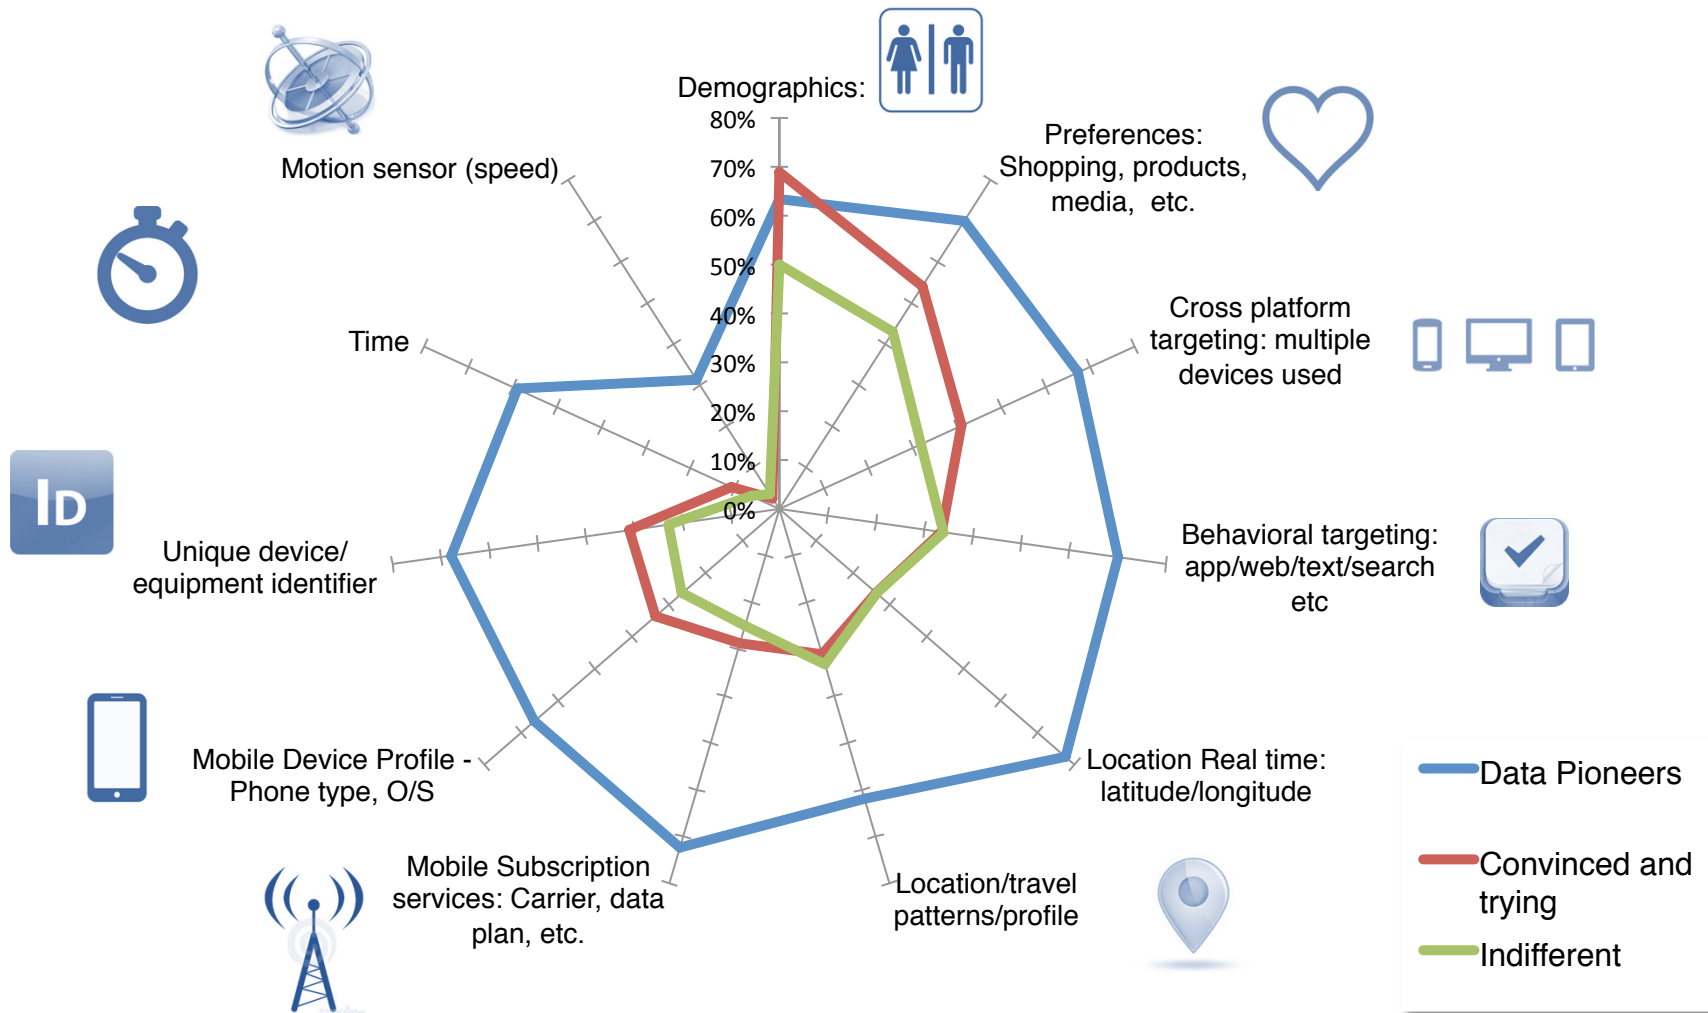 Demographics:
80%
70%
60%
50%
40%
30%
20%
10%
0%
Preferences:
Shopping, products,
media, etc.
Cross platform
targeting: multiple
devices used
Behavioral targeting:
app/web/text/search
etc
Location Real time:
latitude/longitude
Location/travel
patterns/profile
Mobile Subscription
services: Carrier, data
plan, etc.
Mobile Device Profile -
Phone type, O/S
Unique device/
equipment identifier
ID
Time
Motion sensor (speed)
Data Pioneers
Convinced and
trying
Indifferent